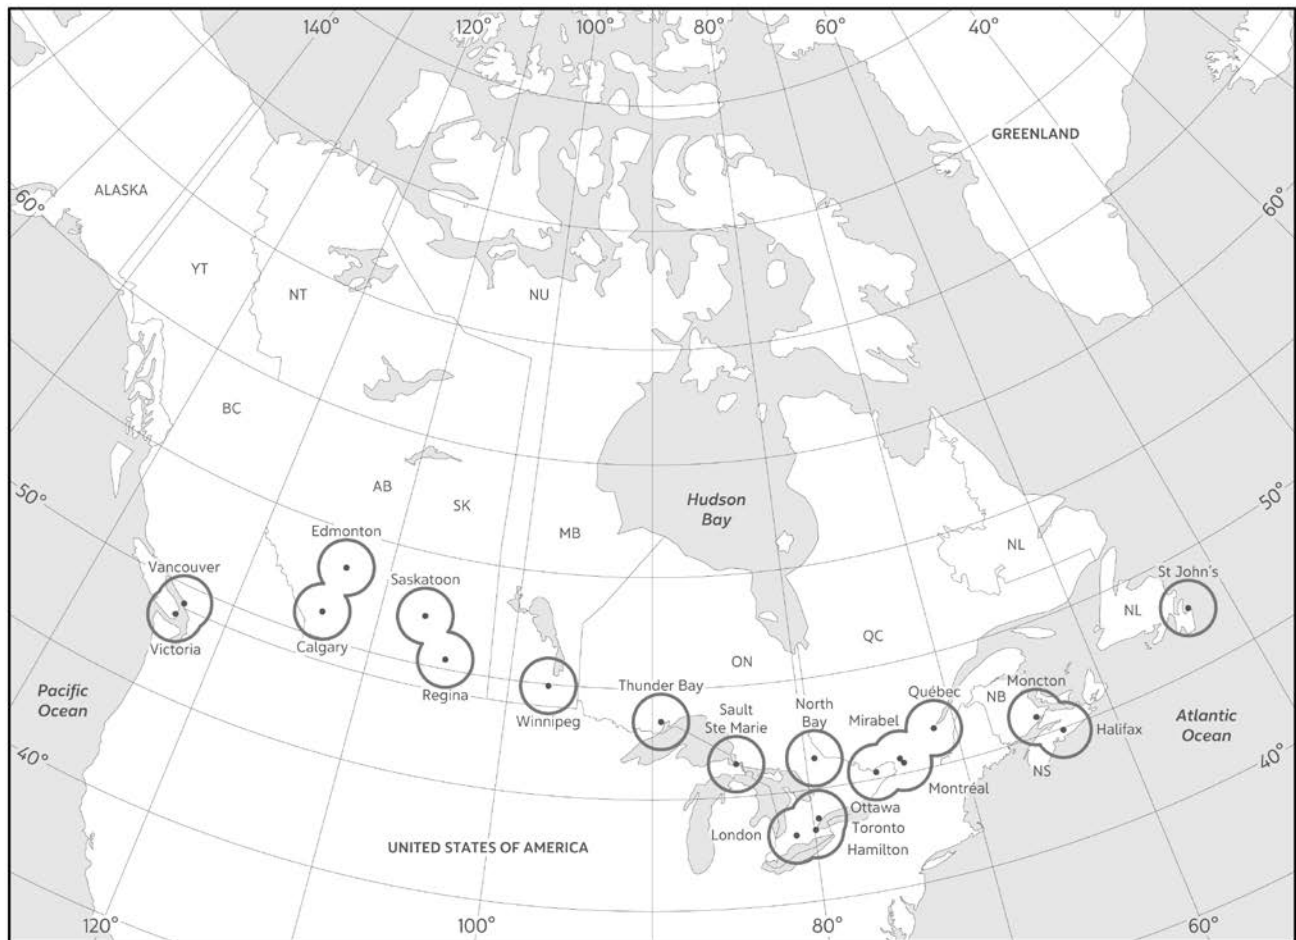 140°
120°
100°
80°
60°
40°
GREENLAND
ALASKA
60°
60°
YT
NT
NU
BC
50°
AB
SK
Hudson
Bay
MB
50°
Edmonton
NL
Vancouver
Saskatoon
St John's
NL
Victoria
Calgary
QC
Regina
ON
Pacific
Ocean
Thunder Bay
Winnipeg
Sault
Ste Marie
North
Bay
Mirabel
Québec
NB
Moncton
Halifax
Atlantic
Ocean
40°
40°
NS
Montréal
Ottawa
London
Toronto
Hamilton
UNITED STATES OF AMERICA
120°
100°
80°
60°